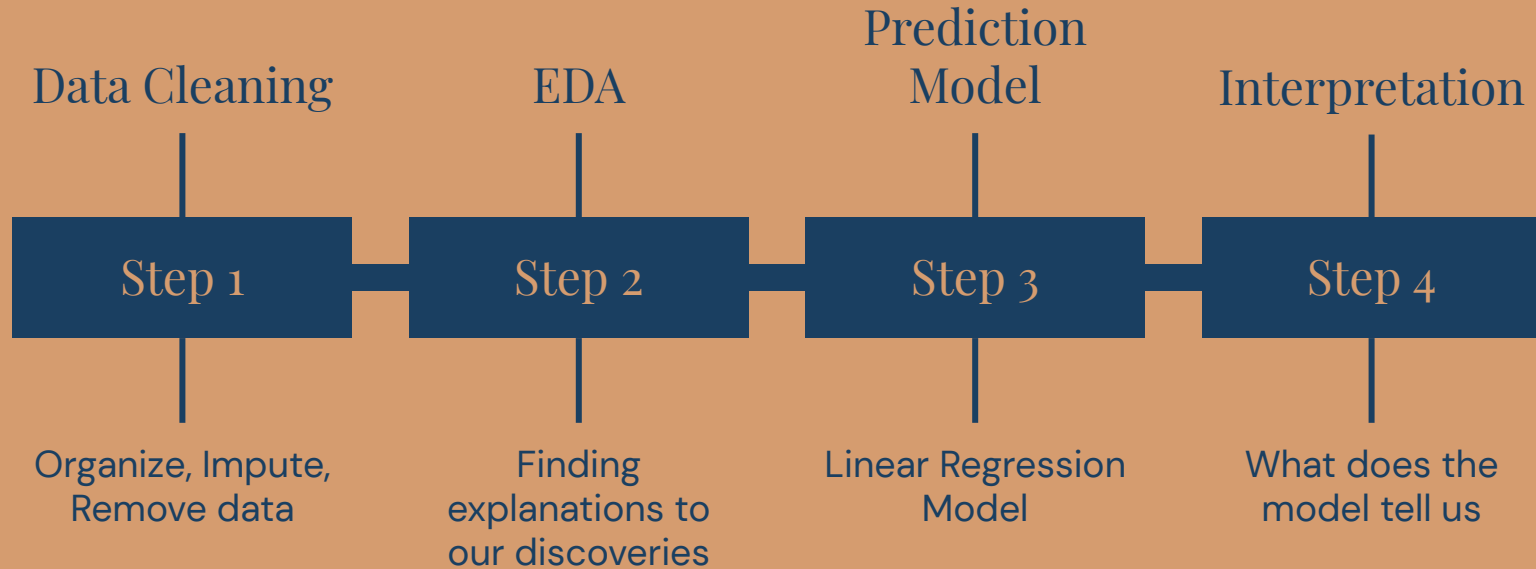 Data Cleaning
EDA
Prediction
Model
Interpretation
Step 1
Step 2
Step 3
Step 4
Organize, Impute,
Remove data
Finding
explanations to
our discoveries
Linear Regression
Model
What does the
model tell us